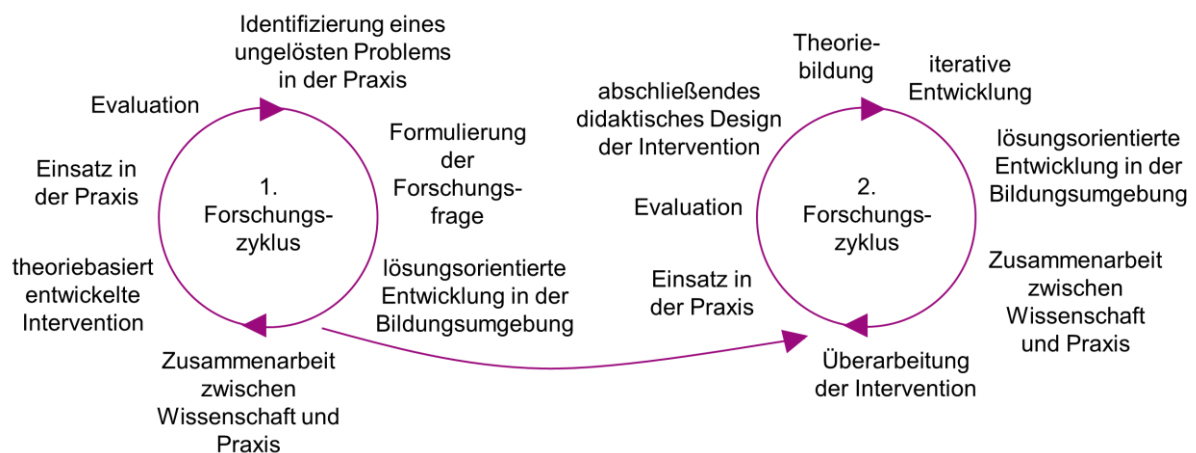 Identifizierung eines
ungelösten Problems
in der Praxis
Formulierung
der
Forschungs-
frage
lösungsorientierte
Entwicklung in der
Bildungsumgebung
Zusammenarbeit
zwischen
Wissenschaft und
Praxis
theoriebasiert
entwickelte
Intervention
Einsatz in
der Praxis
Evaluation
1.
Forschungs-
zyklus
Theorie-
bildung
iterative
Entwicklung
lösungsorientierte
Entwicklung in der
Bildungsumgebung
Zusammenarbeit
zwischen
Wissenschaft
und Praxis
Überarbeitung
der Intervention
Einsatz in
der Praxis
Evaluation
abschließendes
didaktisches Design
der Intervention
2.
Forschungs-
zyklus